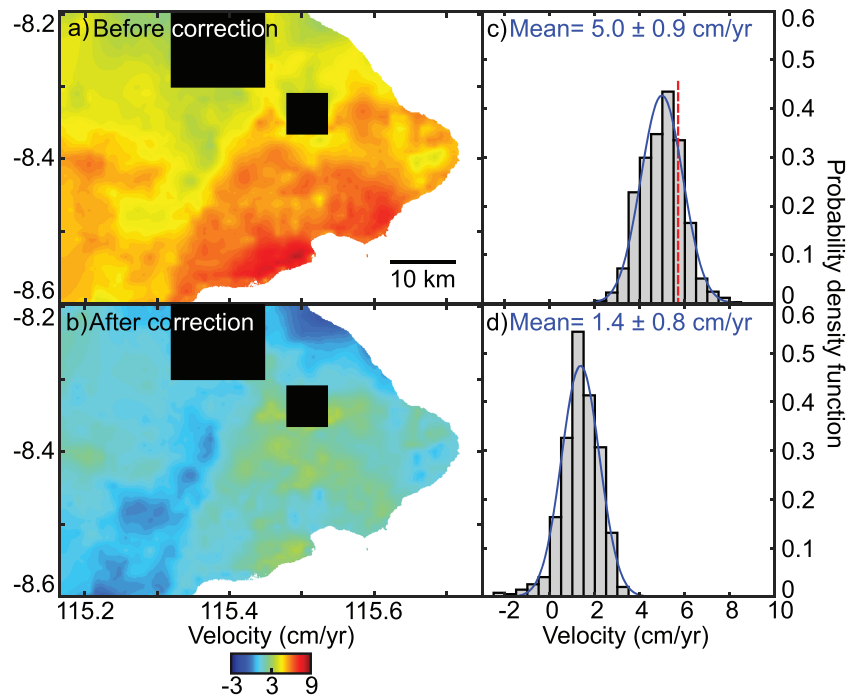 a) Before correction
c) Mean= 5.0 ± 0.9 cm/yr
-8.2
-8.4
-8.6
10 km
0.6
0.5
0.4
0.3
0.2
0.1
0
b) After correction
d) Mean= 1.4 ± 0.8 cm/yr
-8.2
-8.4
-8.6
0.6
0.5
0.4
0.3
0.2
0.1
0
Probability density function
115.2 115.4 115.6
-2 0 2 4 6 8 10
Velocity (cm/yr)
Velocity (cm/yr)
-3 3 9